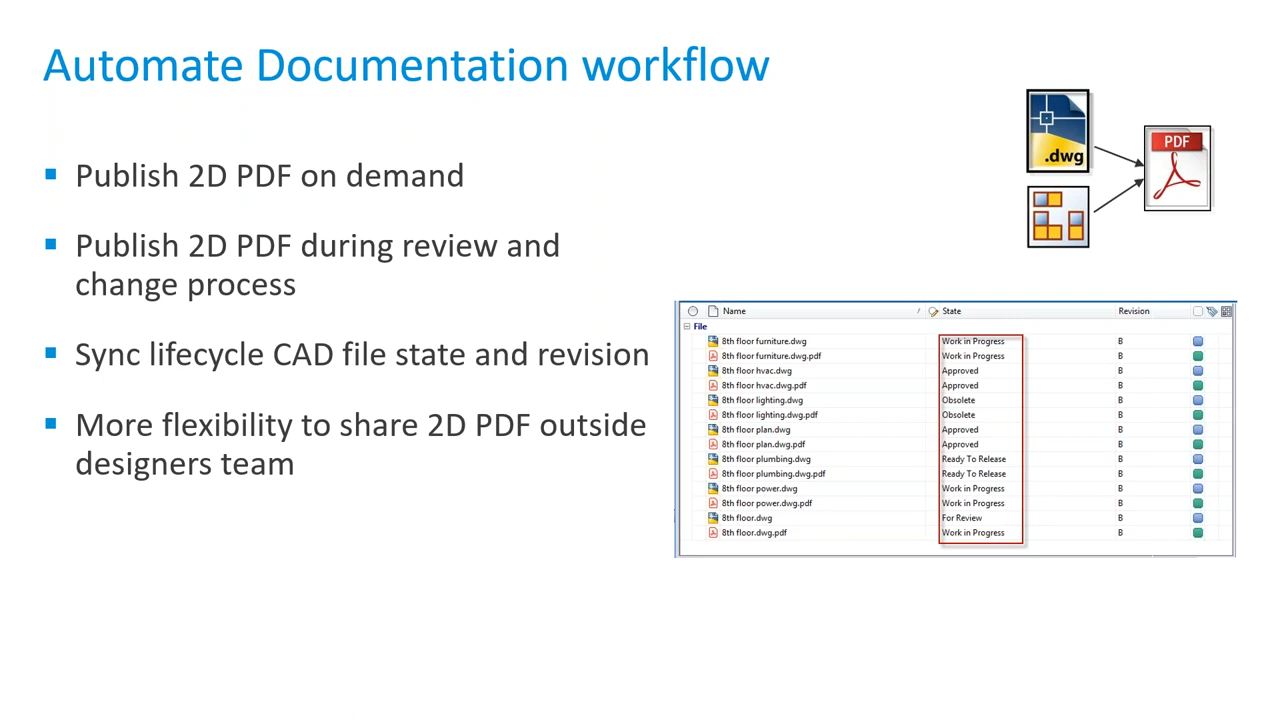 Automate Documentation workflow
Publish 2D PDF on demand
Publish 2D PDF during review and
change process
Sync lifecycle CAD file state and revision
More flexibility to share 2D PDF outside
designers team
.dwg
PDF
Name / State Revision
File
8th floor furniture.dwg Work in Progress B
8th floor furniture.dwg.pdf Work in Progress B
8th floor hvac.dwg Approved B
8th floor hvac.dwg.pdf Approved B
8th floor lighting.dwg Obsolete B
8th floor lighting.dwg.pdf Obsolete B
8th floor plan.dwg Approved B
8th floor plan.dwg.pdf Approved B
8th floor plumbing.dwg Ready To Release B
8th floor plumbing.dwg.pdf Ready To Release B
8th floor power.dwg Work in Progress B
8th floor power.dwg.pdf Work in Progress B
8th floor.dwg For Review B
8th floor.dwg.pdf Work in Progress B